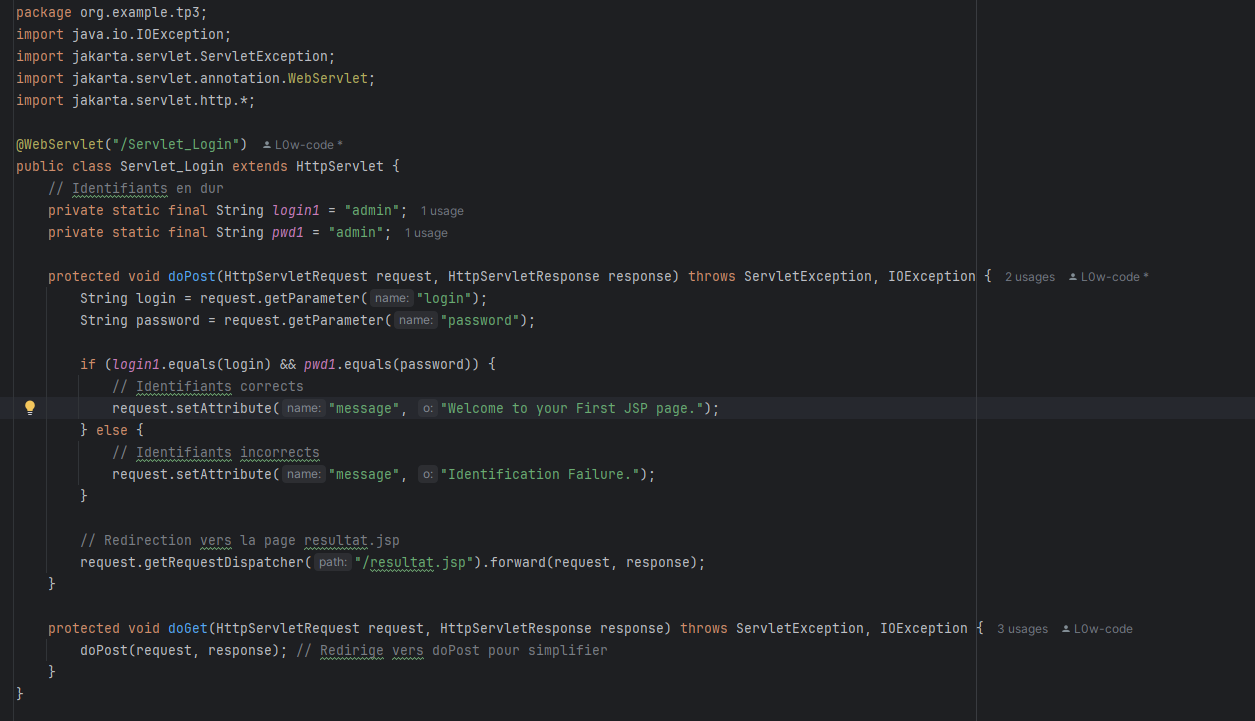 package org.example.tp3;
import java.io.IOException;
import jakarta.servlet.ServletException;
import jakarta.servlet.annotation.WebServlet;
import jakarta.servlet.http.*;
@WebServlet("/Servlet_Login") L0w-code *
public class Servlet_Login extends HttpServlet {
// Identifiants en dur
private static final String login1 = "admin"; 1 usage
private static final String pwd1 = "admin"; 1 usage
protected void doPost(HttpServletRequest request, HttpServletResponse response) throws ServletException, IOException { 2 usages L0w-code *
String login = request.getParameter( name: "login");
String password = request.getParameter( name: "password");
if (login1.equals(login) && pwd1.equals(password)) {
// Identifiants corrects
request.setAttribute( name: "message", o: "Welcome to your First JSP page.");
} else {
// Identifiants incorrects
request.setAttribute( name: "message", o: "Identification Failure.");
}
// Redirection vers la page resultat.jsp
request.getRequestDispatcher( path: "/resultat.jsp").forward(request, response);
}
protected void doGet(HttpServletRequest request, HttpServletResponse response) throws ServletException, IOException { 3 usages L0w-code
doPost(request, response); // Redirige vers doPost pour simplifier
}
}